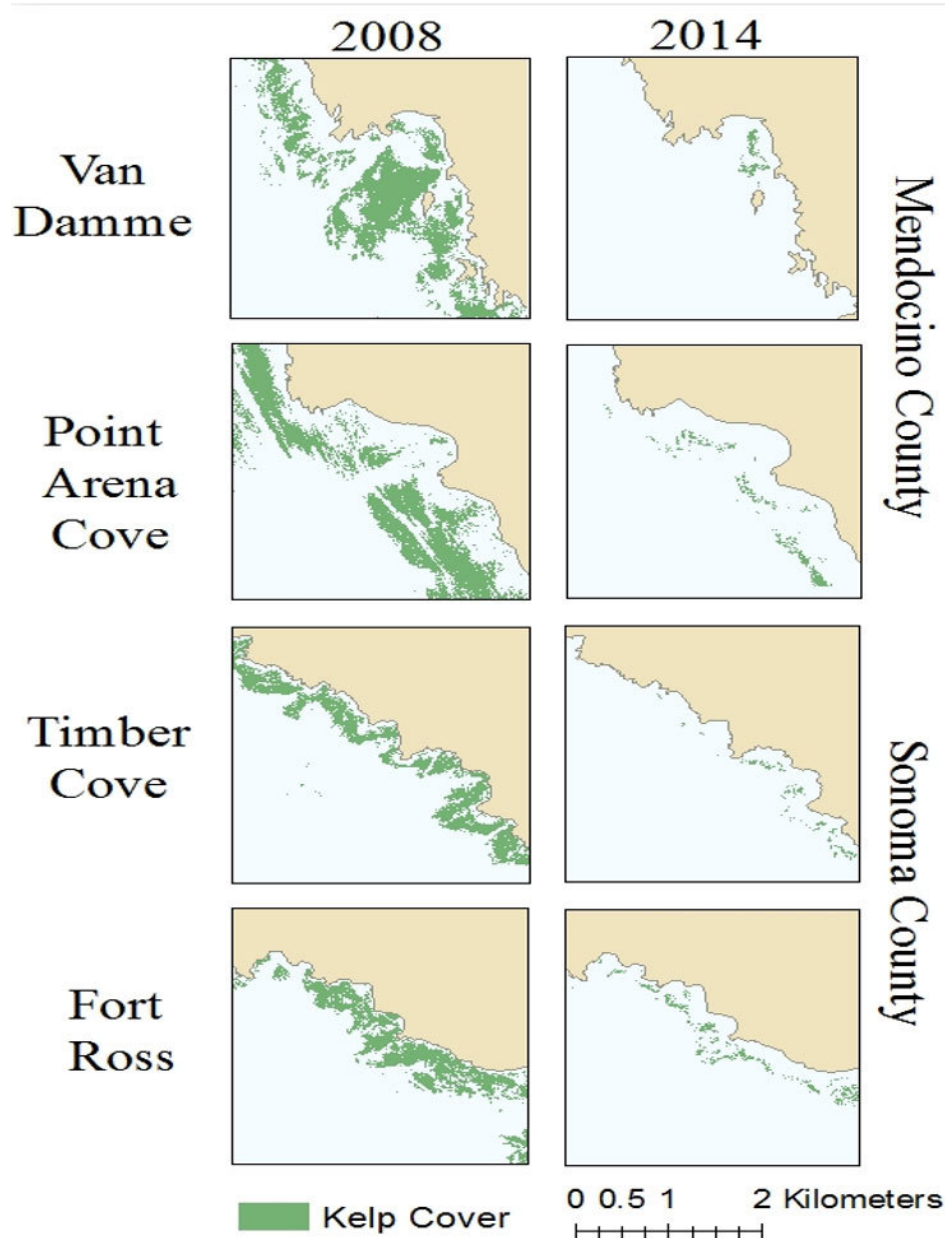 2008 2014
Van
Damme
Mendocino County
Point
Arena
Cove
Timber
Cove
Sonoma County
Fort
Ross
Kelp Cover
0 0.5 1 2 Kilometers